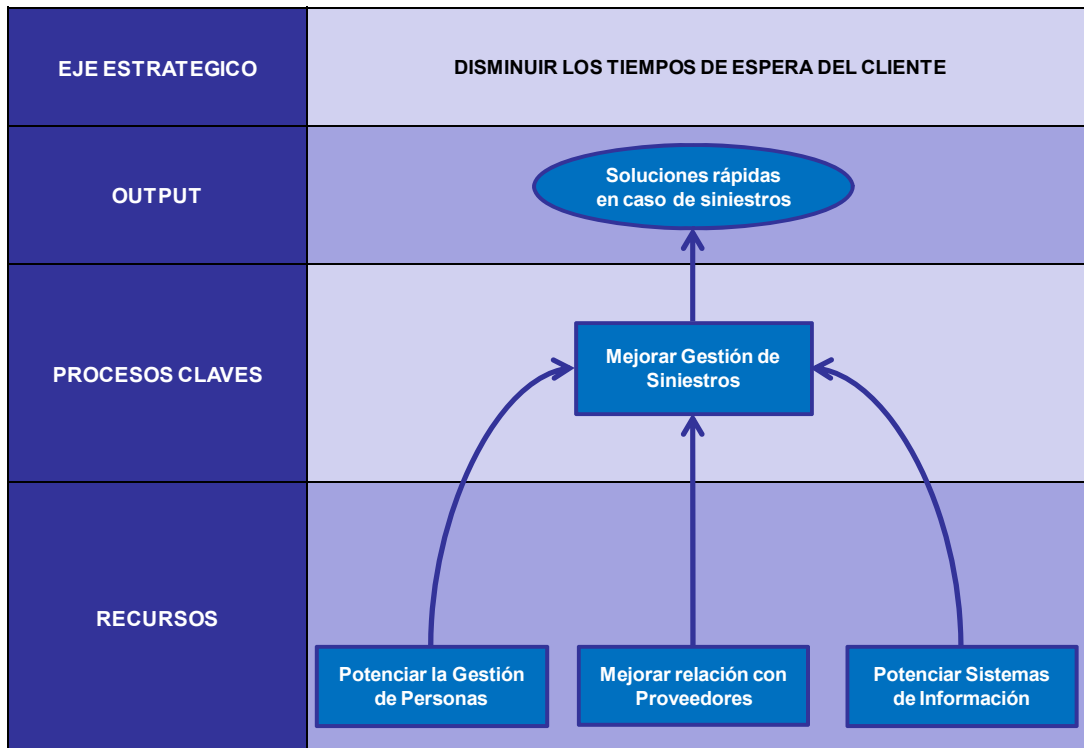 EJE ESTRATEGICO
DISMINUIR LOS TIEMPOS DE ESPERA DEL CLIENTE
OUTPUT
Soluciones rápidas
en caso de siniestros
PROCESOS CLAVES
Mejorar Gestión de
Siniestros
RECURSOS
Potenciar la Gestión
de Personas
Mejorar relación con
Proveedores
Potenciar Sistemas
de Información